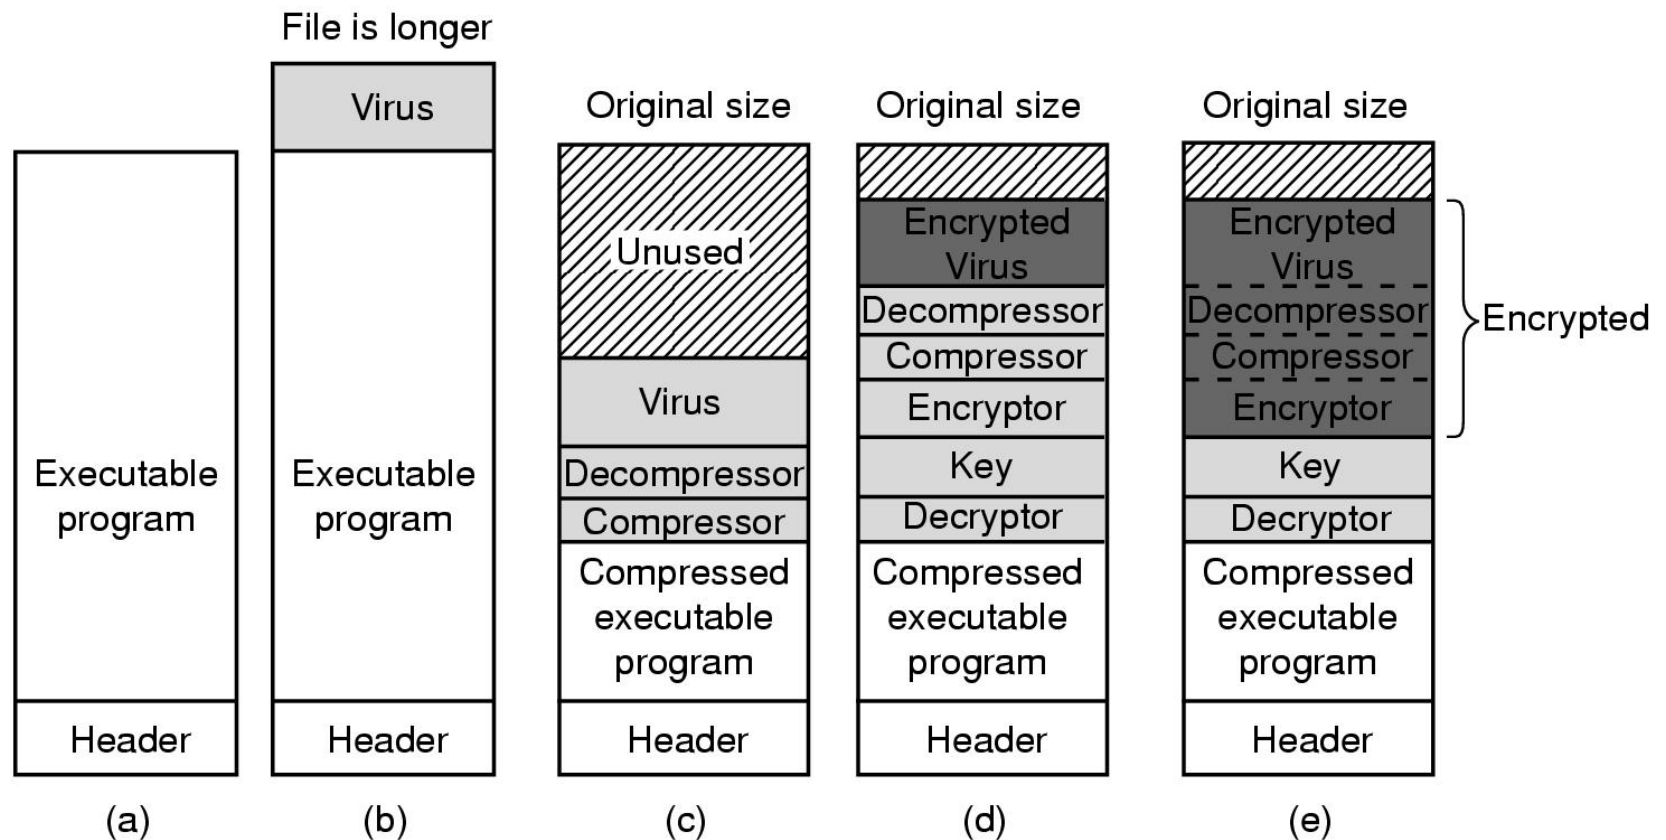 File is longer
Virus
Executable
program
Header
(b)
Executable
program
Header
(a)
Original size
Unused
Virus
Decompressor
Compressor
Compressed
executable
program
Header
(c)
Original size
Encrypted
Virus
Decompressor
Compressor
Encryptor
Key
Decryptor
Compressed
executable
program
Header
(d)
Original size
Encrypted
Virus
Decompressor
Compressor
Encryptor
Key
Decryptor
Compressed
executable
program
Header
(e)
Encrypted